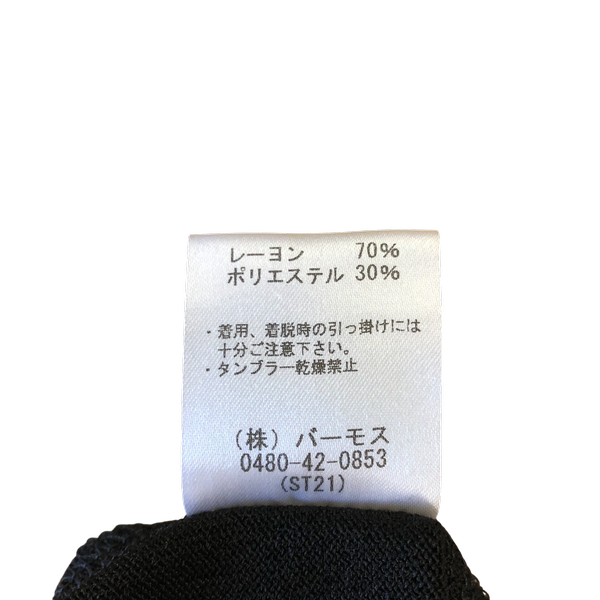 レーヨン 70%
ポリエステル 30%
・着用、着脱時の引っ掛けには
十分ご注意下さい。
・タンブラー乾燥禁止
(株) バーモス
0480-42-0853
(ST21)